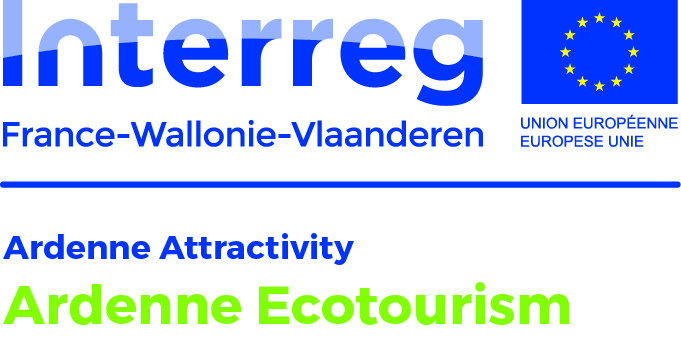 Interreg
France-Wallonie-Vlaanderen
UNION EUROPÉENNE
EUROPESE UNIE
Ardenne Attractivity
Ardenne Ecotourism